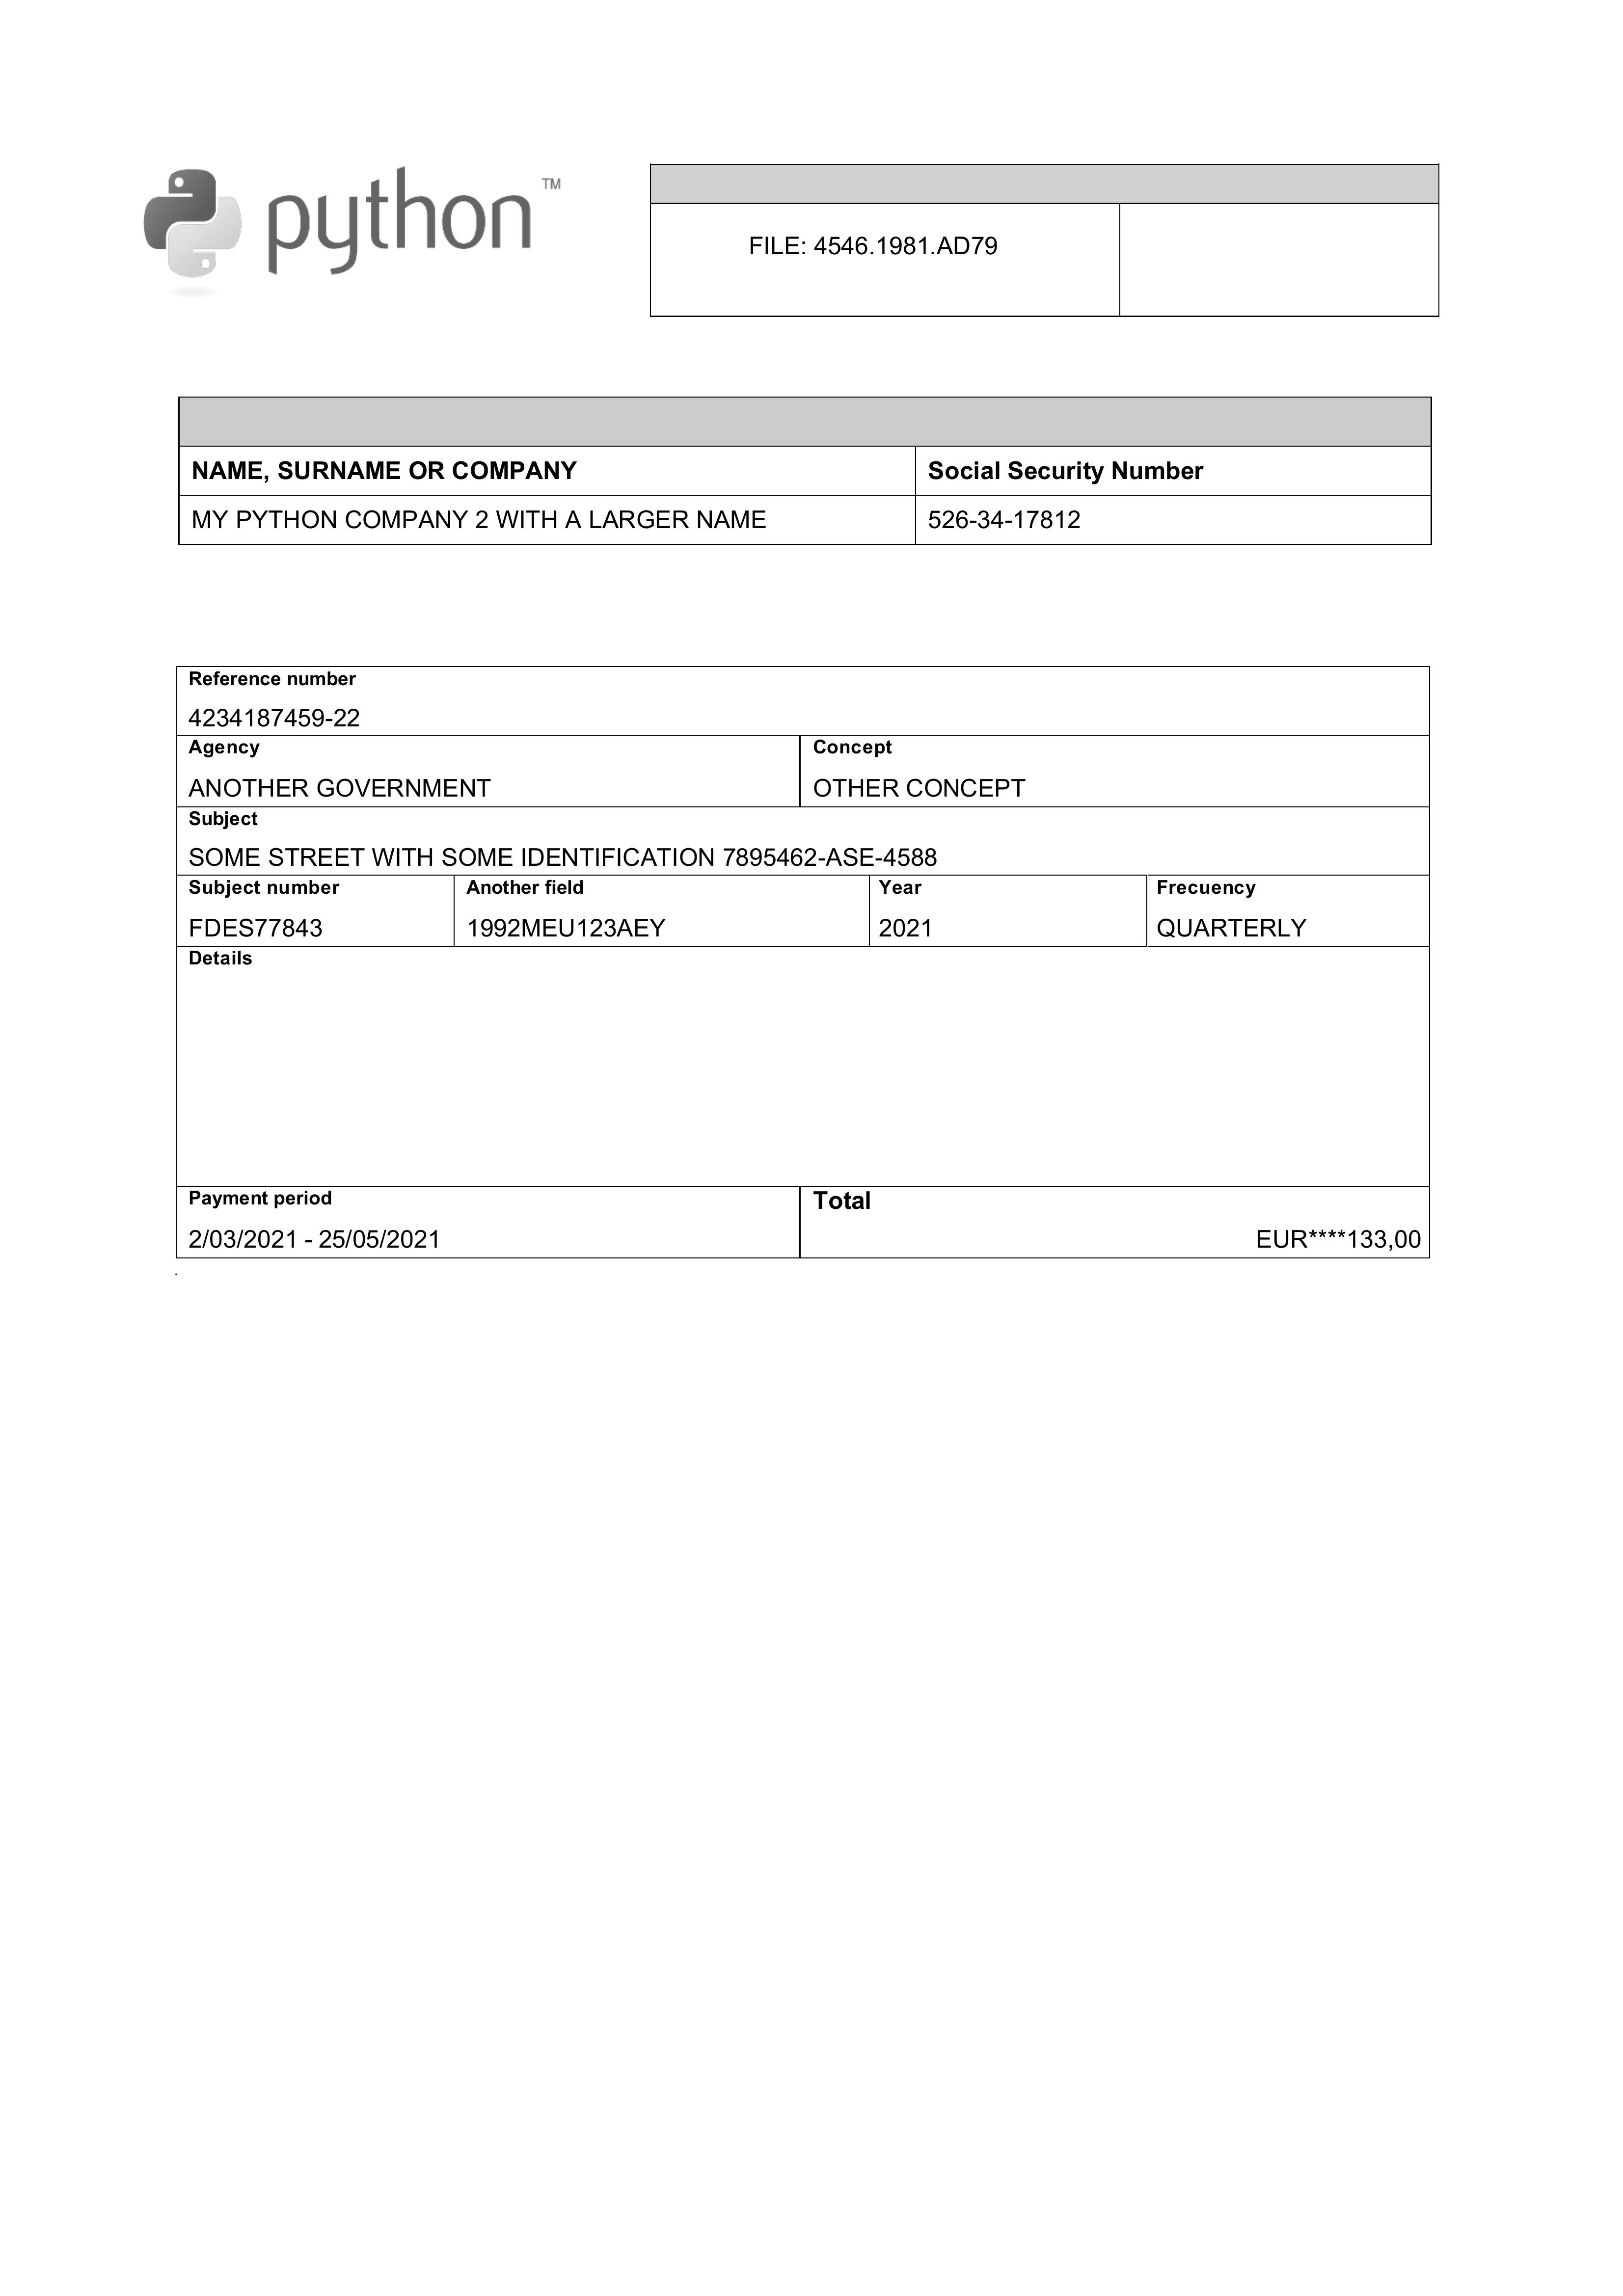 python™
FILE: 4546.1981.AD79
NAME, SURNAME OR COMPANY
Social Security Number
MY PYTHON COMPANY 2 WITH A LARGER NAME
526-34-17812
Reference number
4234187459-22
Agency
Concept
ANOTHER GOVERNMENT
OTHER CONCEPT
Subject
SOME STREET WITH SOME IDENTIFICATION 7895462-ASE-4588
Subject number
Another field
Year
Frecuency
FDES77843
1992MEU123AEY
2021
QUARTERLY
Details
Payment period
Total
2/03/2021 - 25/05/2021
EUR****133,00
.